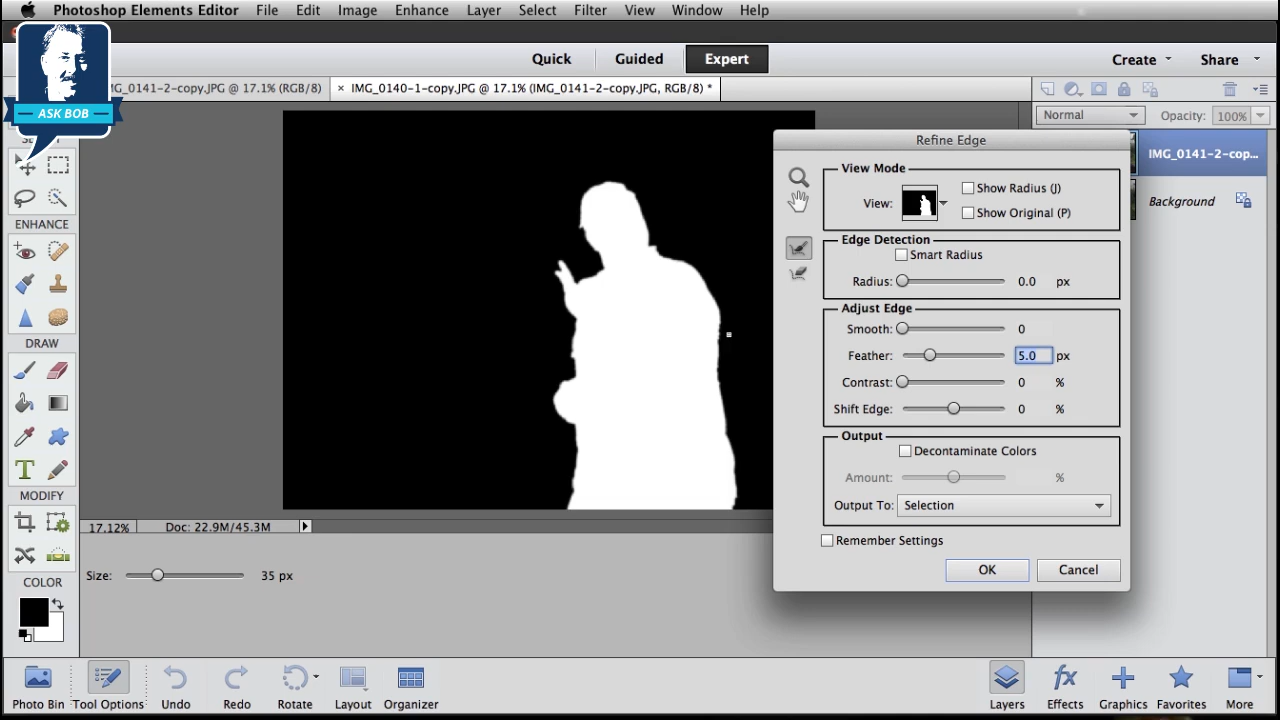 Photoshop Elements Editor File Edit Image Enhance Layer Select Filter View Window Help
ASK BOB
Quick Guided Expert Create Share
MG_0141-2-copy.JPG @ 17.1% (RGB/8) × IMG_0140-1-copy.JPG @ 17.1% (IMG_0141-2-copy.JPG, RGB/8) *
Normal Opacity: 100%
IMG_0141-2-cop...
Background
ENHANCE
DRAW
MODIFY
COLOR
Refine Edge
View Mode
View:
Show Radius (J)
Show Original (P)
Edge Detection
Smart Radius
Radius: 0.0 px
Adjust Edge
Smooth: 0
Feather: 5.0 px
Contrast: 0 %
Shift Edge: 0 %
Output
Decontaminate Colors
Amount: %
Output To: Selection
Remember Settings
OK Cancel
17.12% Doc: 22.9M/45.3M
Size: 35 px
Photo Bin Tool Options Undo Redo Rotate Layout Organizer Layers Effects Graphics Favorites More